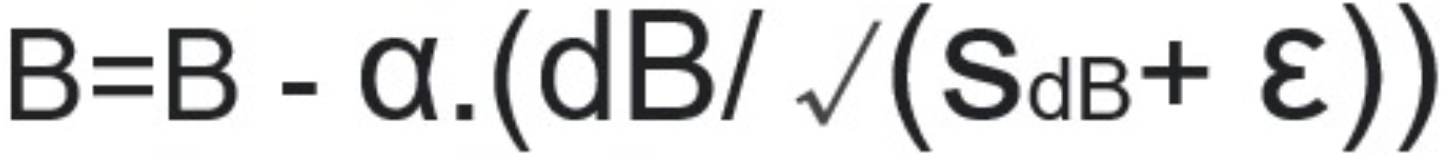 B=B - α.(dB/ √(SdB+ ε))